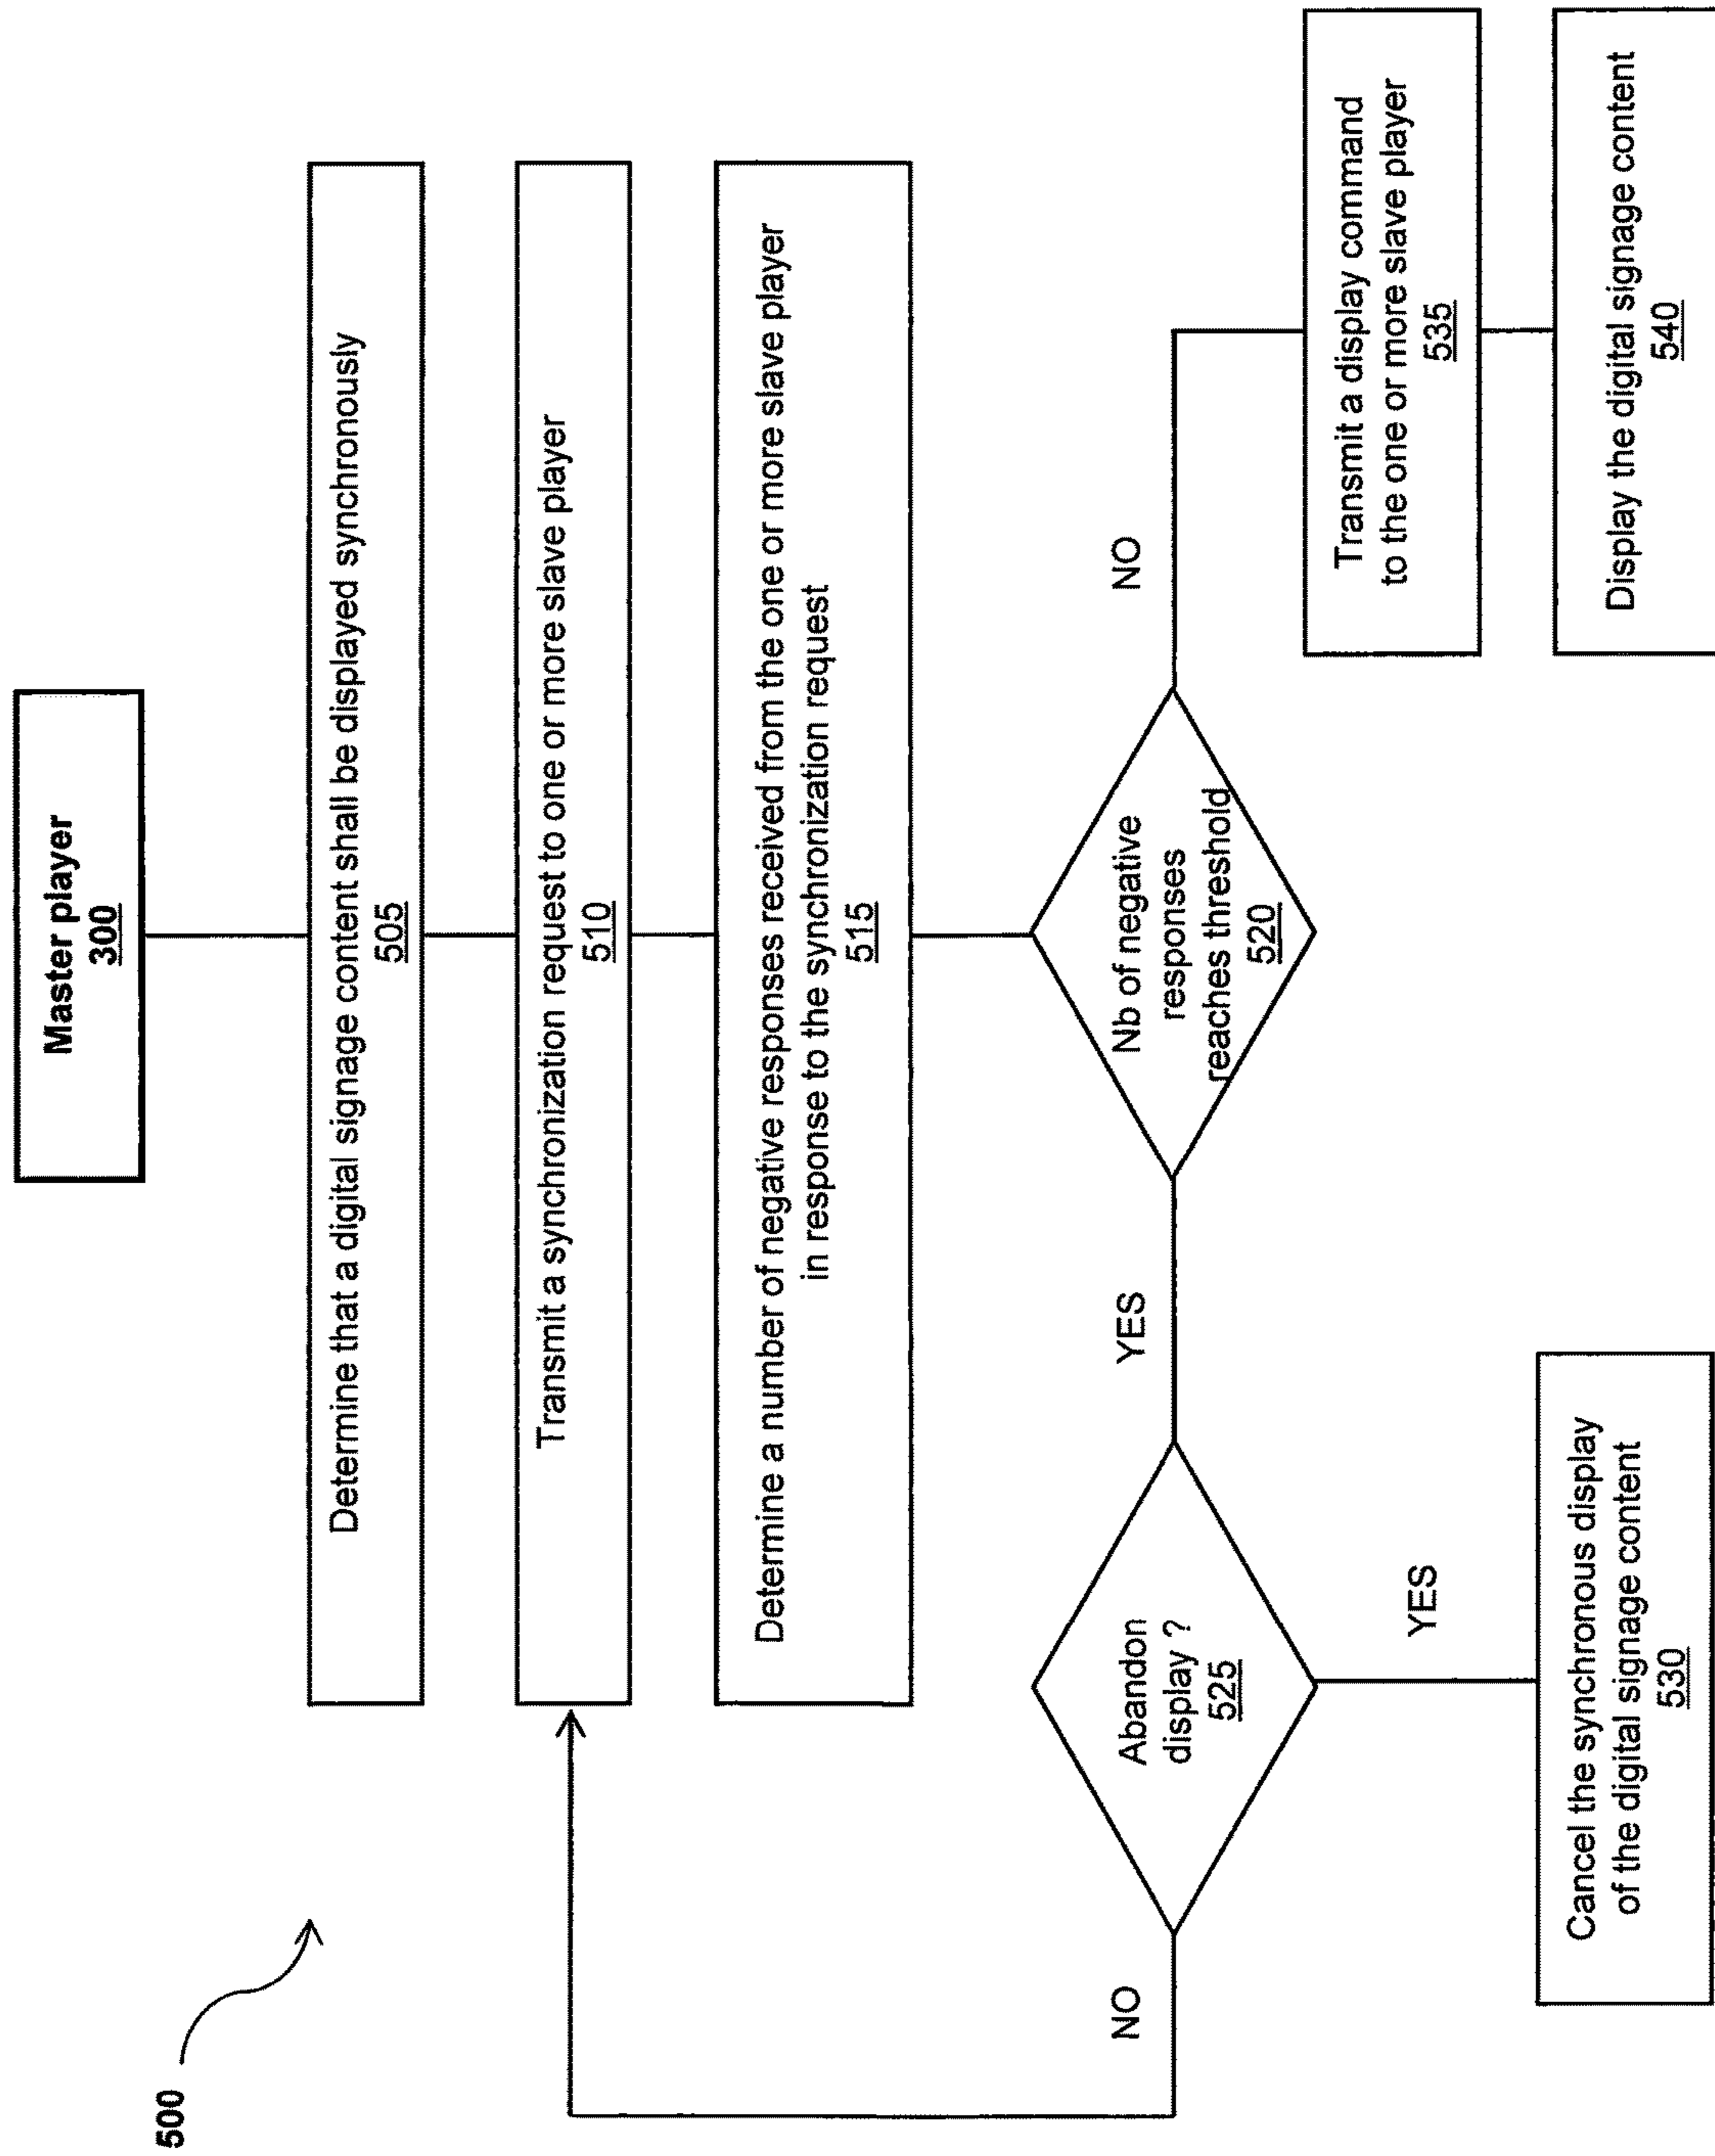 500
Master player
300
Determine that a digital signage content shall be displayed synchronously
505
Transmit a synchronization request to one or more slave player
510
Determine a number of negative responses received from the one or more slave player
in response to the synchronization request
515
Nb of negative
responses
reaches threshold
520
YES
NO
Abandon
display ?
525
NO
YES
Cancel the synchronous display
of the digital signage content
530
Transmit a display command
to the one or more slave player
535
Display the digital signage content
540